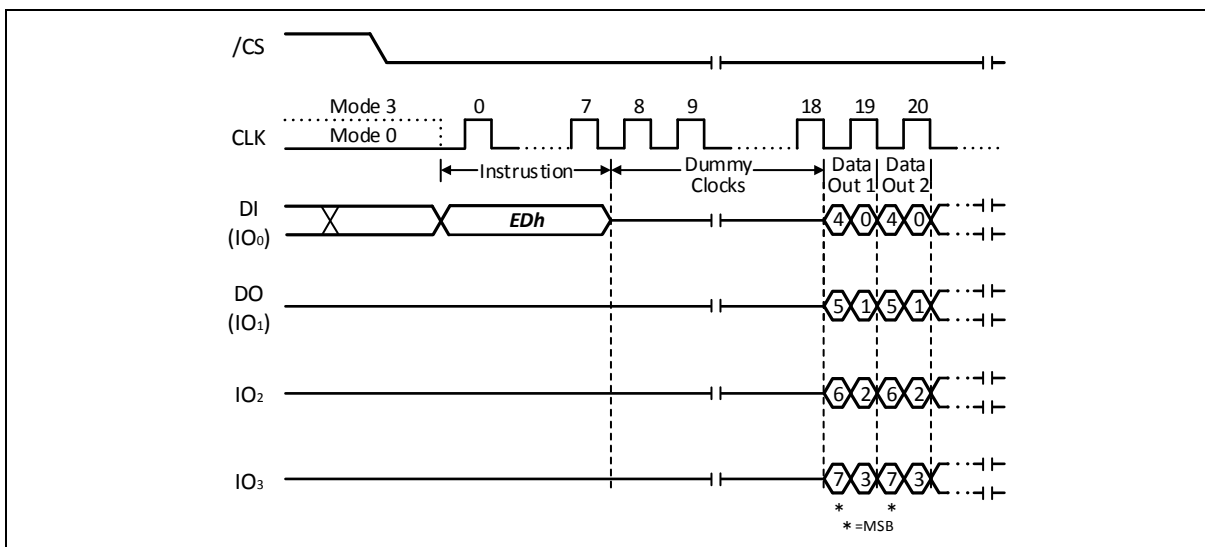 /CS
Mode 3 0 7 8 9 18 19 20
CLK Mode 0
Instrustion Dummy Clocks Data Out 1 Data Out 2
DI (IO0) EDh 4 0 4 0
DO (IO1) 5 1 5 1
IO2 6 2 6 2
IO3 7 3 7 3
* *
* =MSB